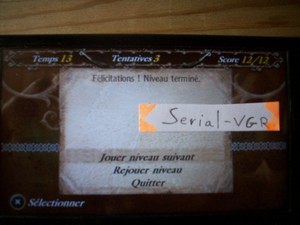 Temps 13 Tentatives 3 Score 12/12
Félicitations ! Niveau terminé.
Serial-VGR
Jouer niveau suivant
Rejouer niveau
Quitter
Sélectionner